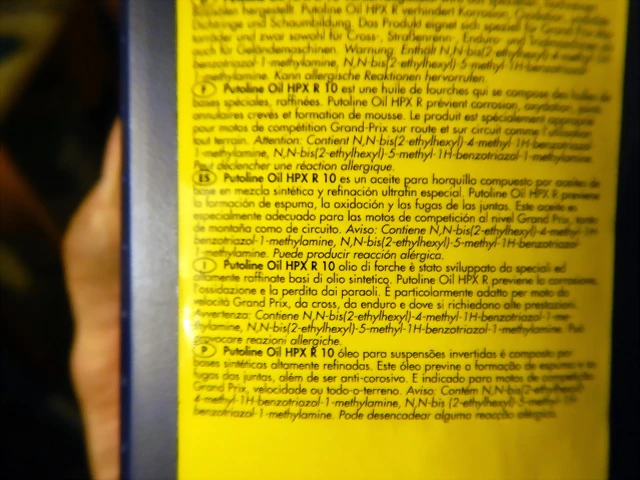 Dichtringe und Schaumbildung. Das Produkt eignet sich speziell für Grand Prix
und zwar sowohl für Cross-, Straßenrenn-, Enduro- und
auch für Geländemaschinen. Warnung: Enthält N,N-bis(2-ethylhexyl)-4-methyl-1H-
benzotriazol-1-methylamine, N,N-bis(2-ethylhexyl)-5-methyl-1H-benzotriazol-
1-methylamine. Kann allergische Reaktionen hervorrufen.
F Putoline Oil HPX R 10 est une huile de fourches qui se compose des huiles de
bases spéciales, raffinées. Putoline Oil HPX R prévient corrosion, oxydation, joints
annulaires crevés et formation de mousse. Le produit est spécialement approprié
pour motos de compétition Grand-Prix sur route et sur circuit comme l'utilisation
tout terrain. Attention: Contient N,N-bis(2-ethylhexyl)-4-methyl-1H-
benzotriazol-1-methylamine, N,N-bis(2-ethylhexyl)-5-methyl-1H-benzotriazol-1-methylamine.
Peut déclencher une réaction allergique.
ES Putoline Oil HPX R 10 es un aceite para horquilla compuesto por aceites de
base en mezcla sintética y refinación ultrafin especial. Putoline Oil HPX R previene
la formación de espuma, la oxidación y las fugas de las juntas. Este aceite es
especialmente adecuado para las motos de competición al nivel Grand Prix, tanto
de montaña como de circuito. Aviso: Contiene N,N-bis(2-ethylhexyl)-4-methyl-1H-
benzotriazol-1-methylamine, N,N-bis(2-ethylhexyl)-5-methyl-1H-benzotriazol-
1-methylamine. Puede producir reacción alérgica.
I Putoline Oil HPX R 10 olio di forche è stato sviluppato da speciali ed
altamente raffinate basi di olio sintetico. Putoline Oil HPX R previene la corrosione,
l'ossidazione e la perdita dai paraoli. È particolarmente adatto per moto da
velocità Grand Prix, da cross, da enduro e dove si richiedono alte prestazioni.
Avvertenza: Contiene N,N-bis(2-ethylhexyl)-4-methyl-1H-benzotriazol-1-me-
thylamine, N,N-bis(2-ethylhexyl)-5-methyl-1H-benzotriazol-1-methylamine. Può
provocare reazioni allergiche.
P Putoline Oil HPX R 10 óleo para suspensões invertidas é composto por
bases sintéticas altamente refinadas. Este óleo previne a formação de espuma e
das juntas, além de ser anti-corosivo. É indicado para motos de
Grand Prix, velocidade ou todo-o-terreno. Aviso: Contém N,N-bis(2-ethylhexyl)-
4-methyl-1H-benzotriazol-1-methylamine, N,N-bis (2-ethylhexyl)-5-methyl-1H-
benzotriazol-1-methylamine. Pode desencadear alguma reacção alérgica.